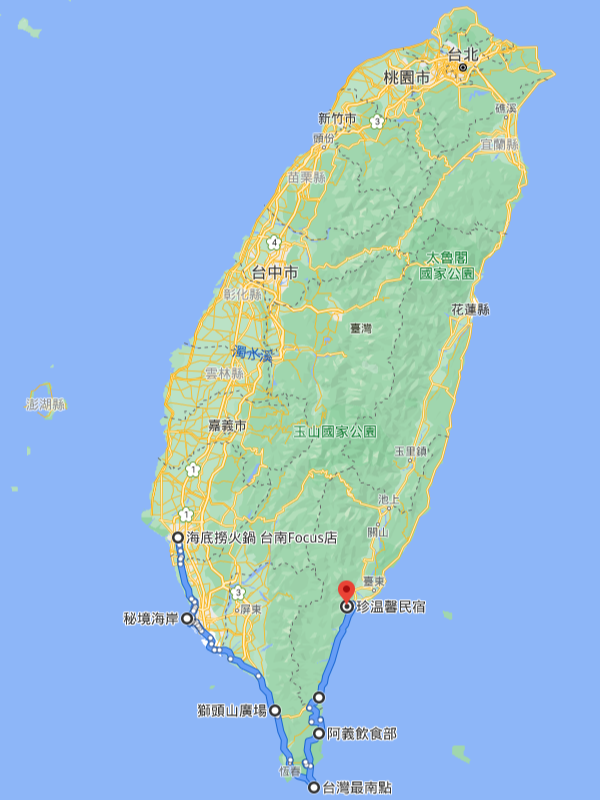 台北
桃園市
礁溪
新竹市
3
頭份
宜蘭縣
苗栗縣
4
台中市
太魯閣
國家公園
彰化縣
花蓮縣
臺灣
濁水溪
雲林縣
澎湖縣
嘉義市
玉山國家公園
玉里鎮
1
池上
1
關山
海底撈火鍋 台南Focus店
臺東
3
珍温馨民宿
屏東
秘境海岸
獅頭山廣場
阿義飲食部
恆春
台灣最南點